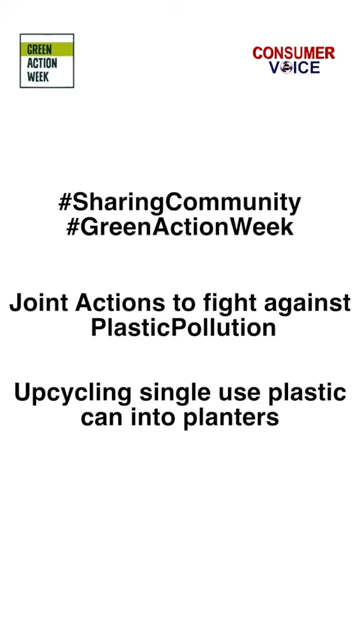 GREEN
ACTION
WEEK
CONSUMER
VOICE
#SharingCommunity
#GreenActionWeek
Joint Actions to fight against
PlasticPollution
Upcycling single use plastic
can into planters